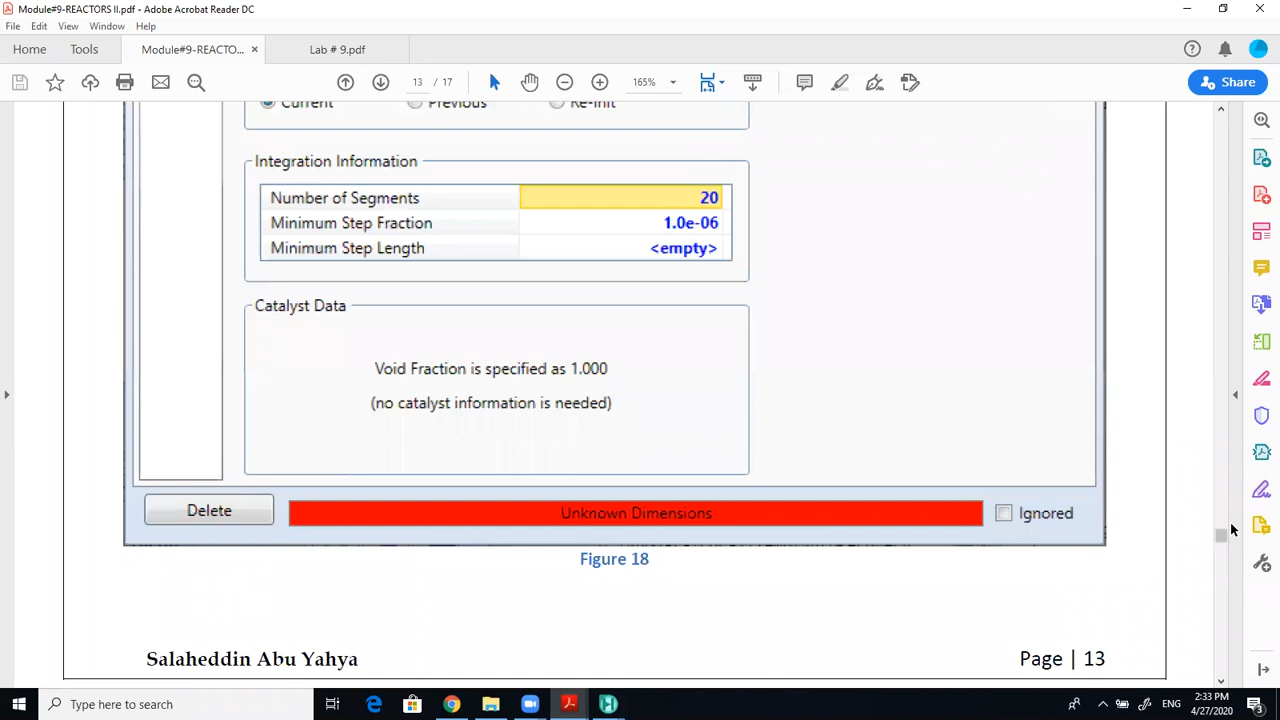 Module#9-REACTORS II.pdf - Adobe Acrobat Reader DC
File Edit View Window Help
Home Tools Module#9-REACTO... × Lab # 9.pdf
13 / 17 165% Share
Current Previous Re-init
Integration Information
Number of Segments 20
Minimum Step Fraction 1.0e-06
Minimum Step Length <empty>
Catalyst Data
Void Fraction is specified as 1.000
(no catalyst information is needed)
Delete Unknown Dimensions Ignored
Figure 18
Salaheddin Abu Yahya Page | 13
Type here to search ENG 2:33 PM
4/27/2020 3